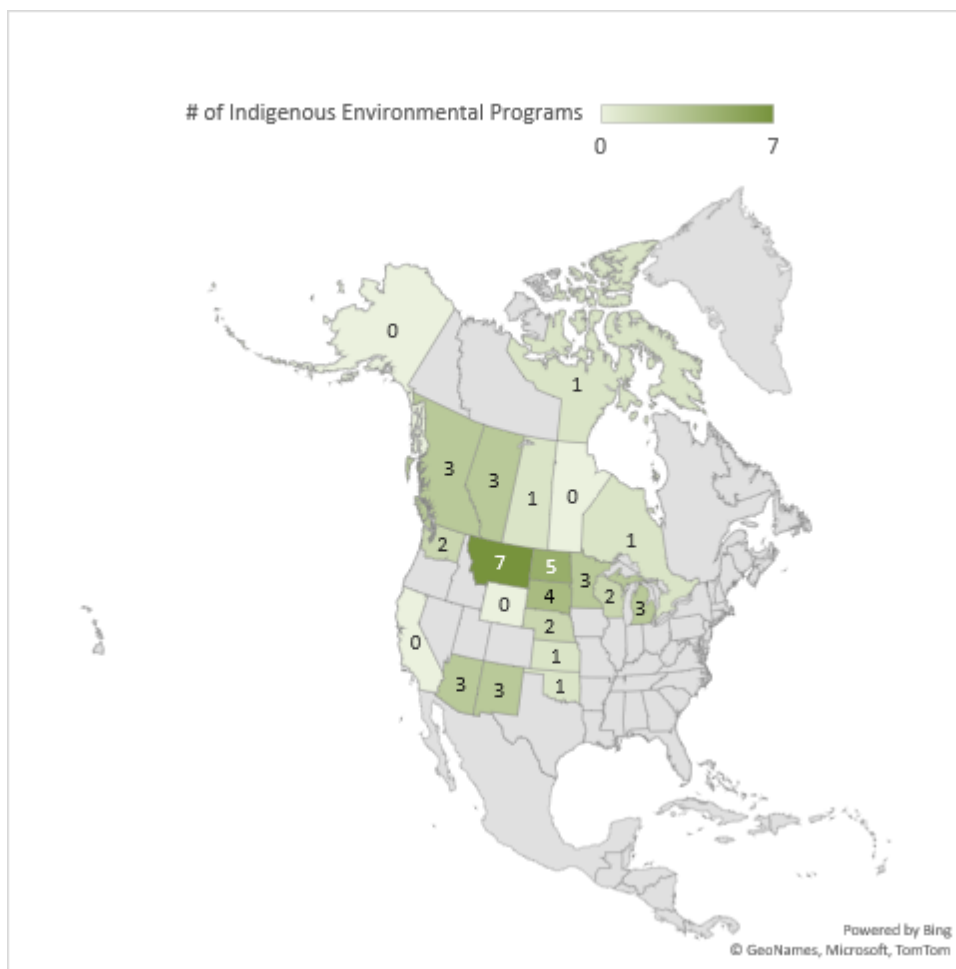 # of Indigenous Environmental Programs
0 7
0
1
3 3 1 0
1
2
7 5 3
4 2 3
0
2
0
1
3 3 1
Powered by Bing
© GeoNames, Microsoft, TomTom